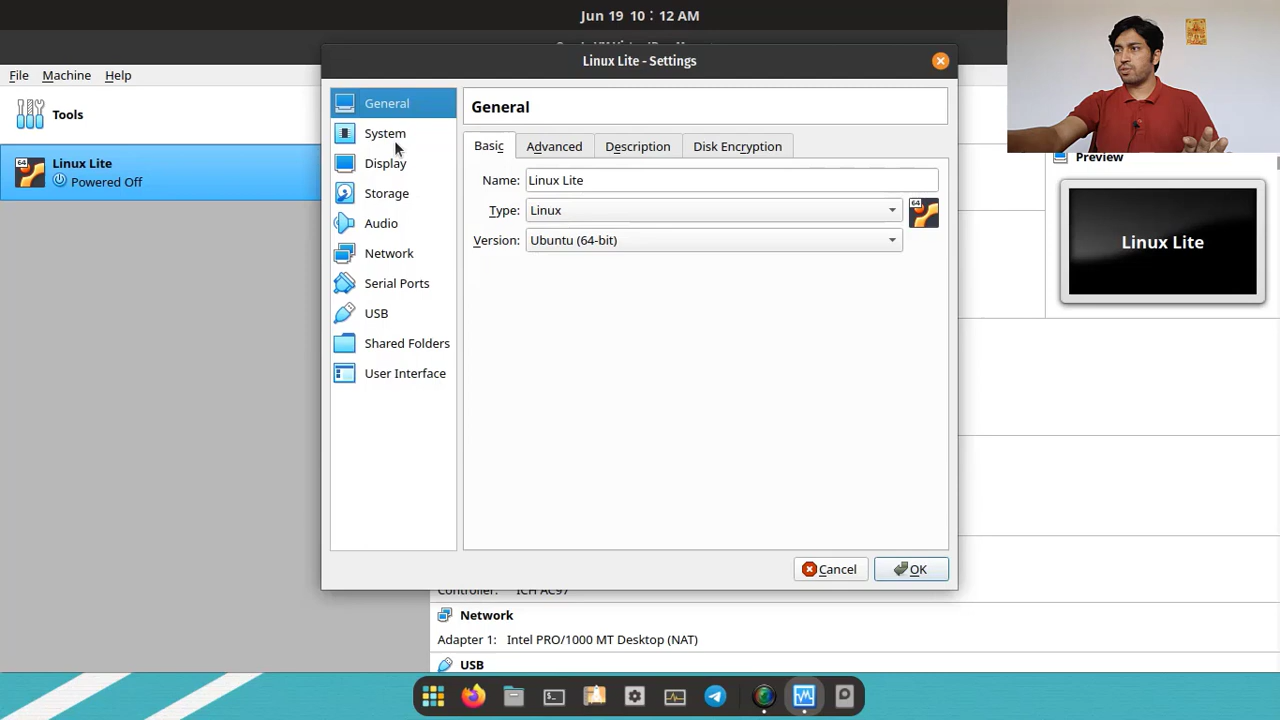 Jun 19 10 : 12 AM
Linux Lite - Settings
File Machine Help
Tools
Linux Lite
Powered Off
64
General
System
Display
Storage
Audio
Network
Serial Ports
USB
Shared Folders
User Interface
General
Basic Advanced Description Disk Encryption
Name: Linux Lite
Type: Linux
Version: Ubuntu (64-bit)
64
Cancel OK
Preview
Linux Lite
Controller: ICH AC97
Network
Adapter 1: Intel PRO/1000 MT Desktop (NAT)
USB